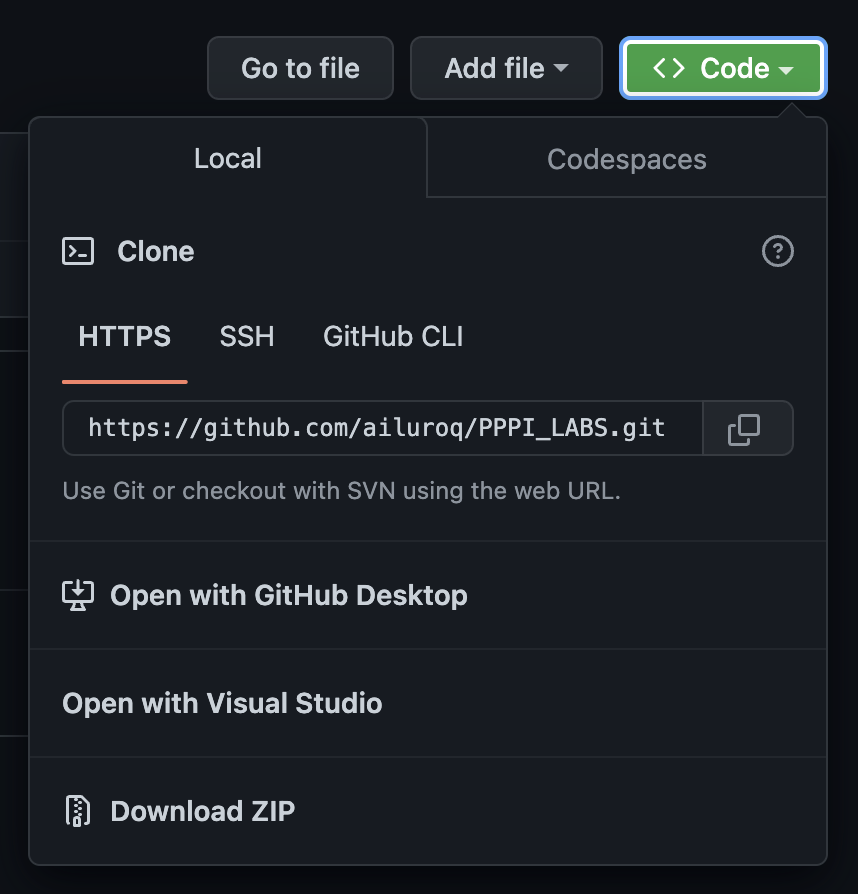 Go to file Add file Code
Local Codespaces
Clone
HTTPS SSH GitHub CLI
https://github.com/ailuroq/PPPI_LABS.git
Use Git or checkout with SVN using the web URL.
Open with GitHub Desktop
Open with Visual Studio
Download ZIP